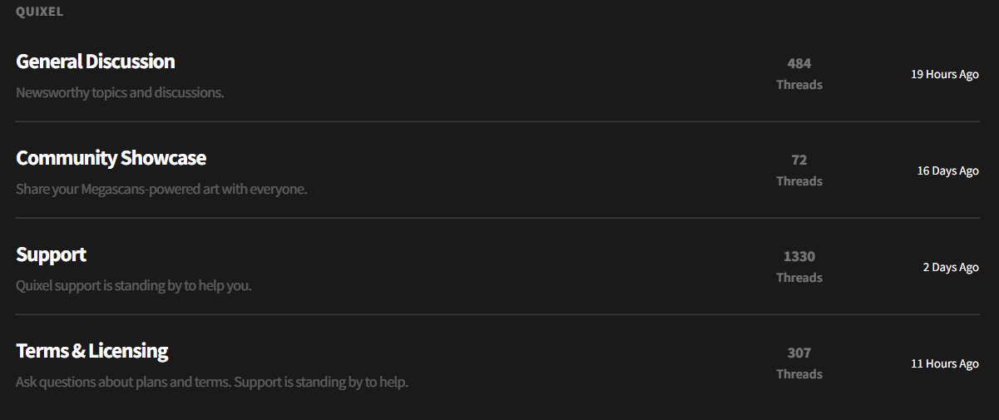 QUIXEL
General Discussion
Newsworthy topics and discussions.
484
Threads
19 Hours Ago
Community Showcase
Share your Megascans-powered art with everyone.
72
Threads
16 Days Ago
Support
Quixel support is standing by to help you.
1330
Threads
2 Days Ago
Terms & Licensing
Ask questions about plans and terms. Support is standing by to help.
307
Threads
11 Hours Ago